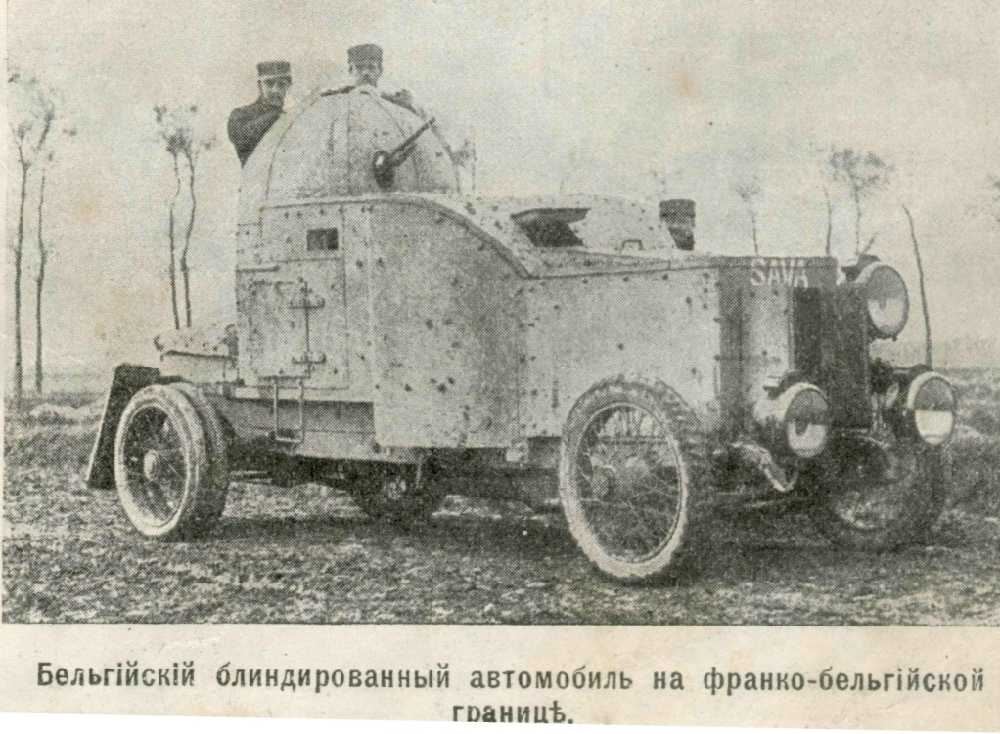 SAVA
Бельгійскій блиндированный автомобиль на франко-бельгійской
границѣ.